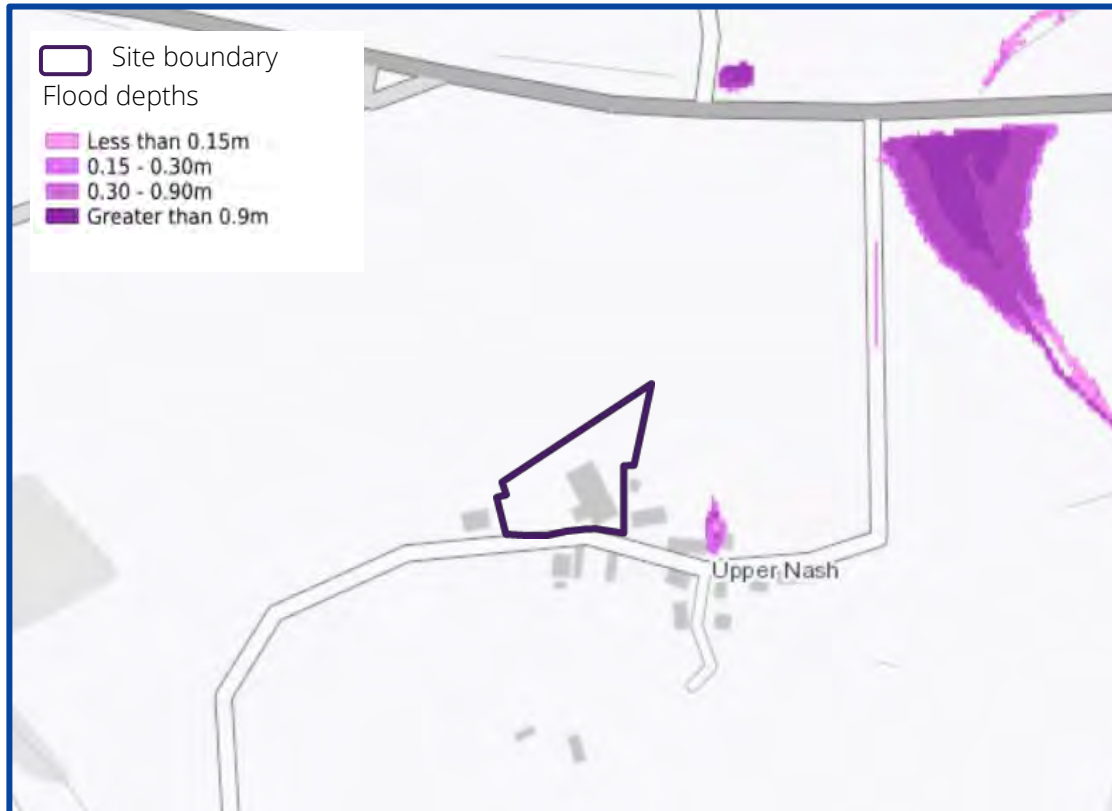 Site boundary
Flood depths
Less than 0.15m
0.15 - 0.30m
0.30 - 0.90m
Greater than 0.9m
Upper Nash